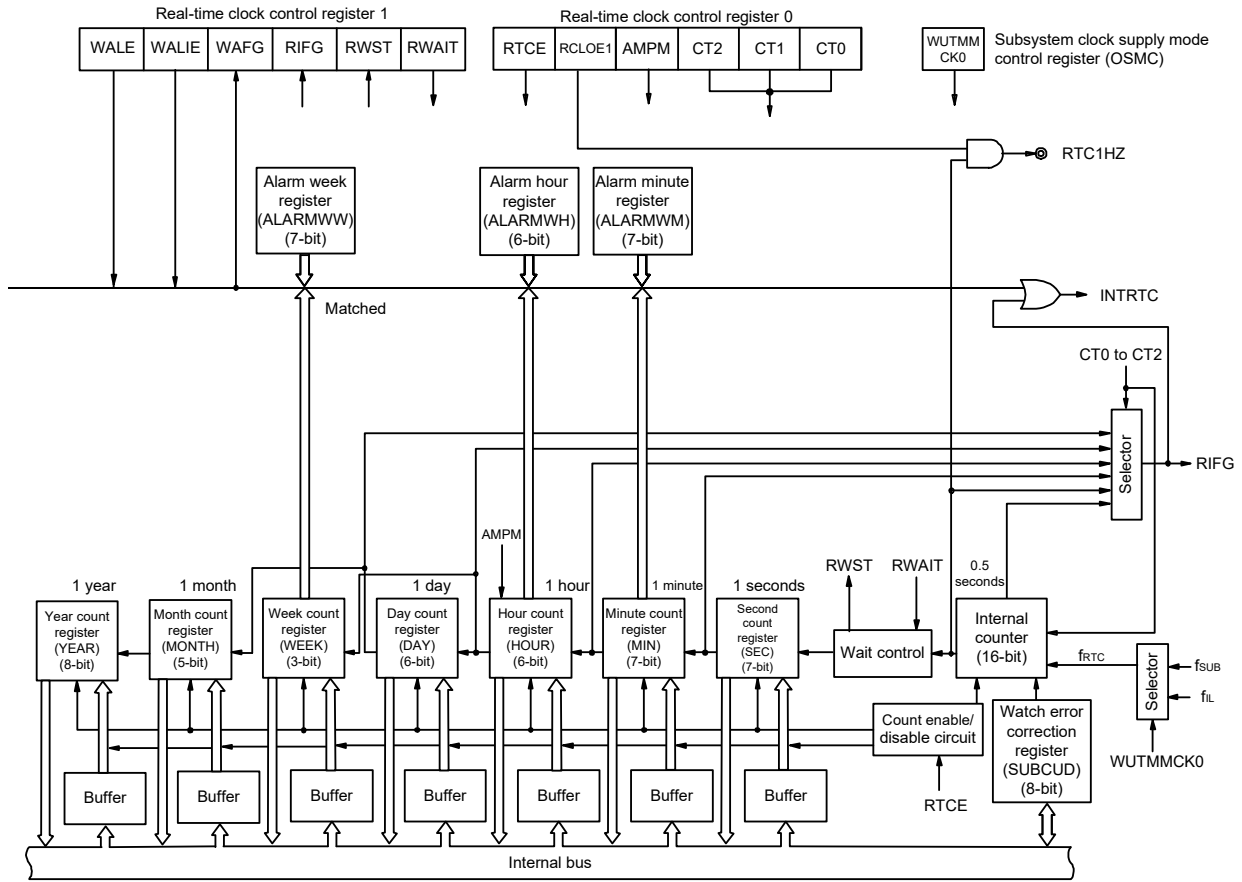 Real-time clock control register 1
Real-time clock control register 0
WALE
WALIE
WAFG
RIFG
RWST
RWAIT
RTCE
RCLOE1
AMPM
CT2
CT1
CT0
WUTMM
CK0
Subsystem clock supply mode
control register (OSMC)
RTC1HZ
Alarm week
register
(ALARMWW)
(7-bit)
Alarm hour
register
(ALARMWH)
(6-bit)
Alarm minute
register
(ALARMWM)
(7-bit)
Matched
INTRTC
CT0 to CT2
Selector
RIFG
AMPM
RWST
RWAIT
0.5
seconds
1 year
1 month
1 day
1 hour
1 minute
1 seconds
Year count
register
(YEAR)
(8-bit)
Month count
register
(MONTH)
(5-bit)
Week count
register
(WEEK)
(3-bit)
Day count
register
(DAY)
(6-bit)
Hour count
register
(HOUR)
(6-bit)
Minute count
register
(MIN)
(7-bit)
Second
count
register
(SEC)
(7-bit)
Wait control
Internal
counter
(16-bit)
fRTC
Selector
fSUB
fIL
WUTMMCK0
Count enable/
disable circuit
RTCE
Watch error
correction
register
(SUBCUD)
(8-bit)
Buffer
Buffer
Buffer
Buffer
Buffer
Buffer
Buffer
Internal bus